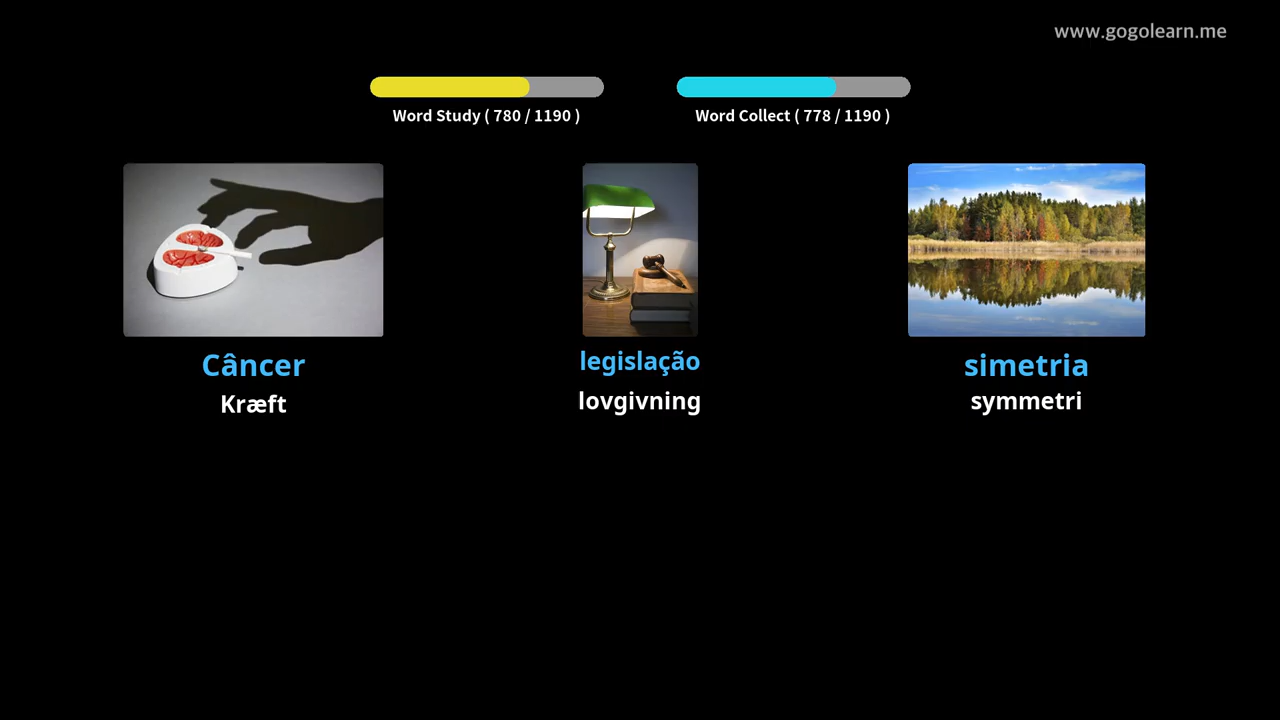 www.gogolearn.me
Word Study ( 780 / 1190 )
Word Collect ( 778 / 1190 )
Câncer
Kræft
legislação
lovgivning
simetria
symmetri